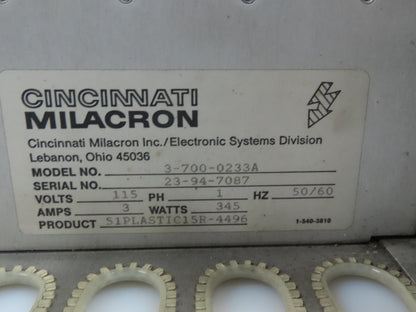 CINCINNATI
MILACRON
Cincinnati Milacron Inc./Electronic Systems Division
Lebanon, Ohio 45036
MODEL NO. 3-700-0233A
SERIAL NO. 23-94-7087
VOLTS 115 PH 1 HZ 50/60
AMPS 3 WATTS 345
PRODUCT S1PLASTIC1SR-4496
1-540-3810